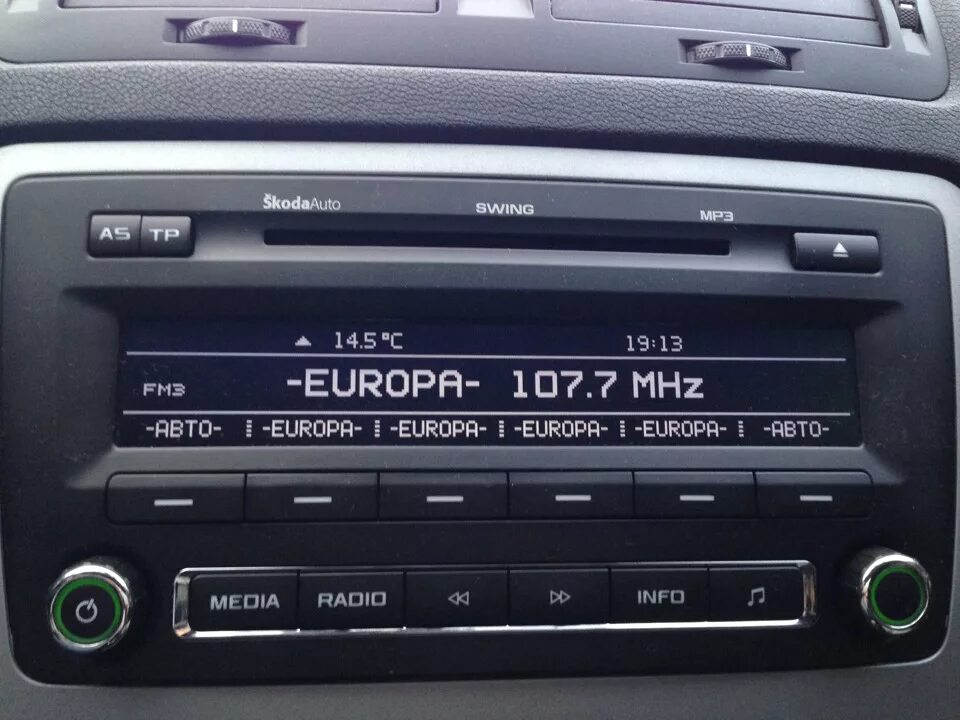 ŠkodaAuto SWING MP3
AS TP
14.5°C 19:13
FM3 -EUROPA- 107.7 MHz
-АВТО- -EUROPA- -EUROPA- -EUROPA- -EUROPA- -АВТО-
MEDIA RADIO INFO